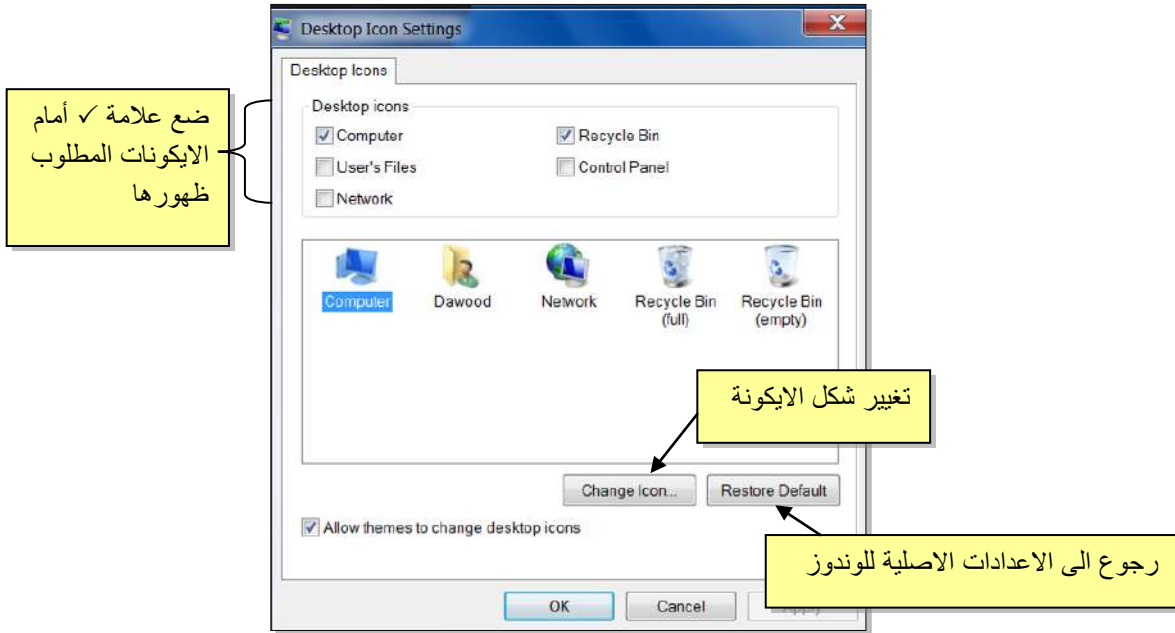 Desktop Icon Settings
X
Desktop Icons
Desktop icons
Computer
Recycle Bin
User's Files
Control Panel
Network
ضع علامة ✓ أمام
الايكونات المطلوب
ظهورها
Computer
Dawood
Network
Recycle Bin
(full)
Recycle Bin
(empty)
تغيير شكل الايكونة
Change Icon...
Restore Default
Allow themes to change desktop icons
رجوع الى الاعدادات الاصلية للوندوز
OK
Cancel